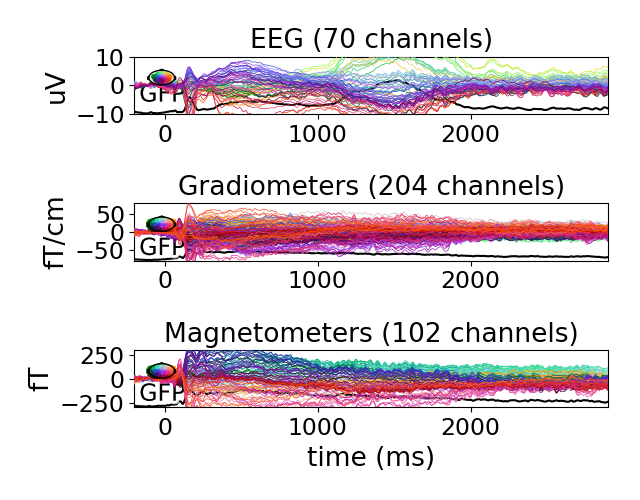 EEG (70 channels)
10
0
−10
uV
GFP
0
1000
2000
Gradiometers (204 channels)
50
0
−50
fT/cm
GFP
0
1000
2000
Magnetometers (102 channels)
250
0
−250
fT
GFP
0
1000
2000
time (ms)